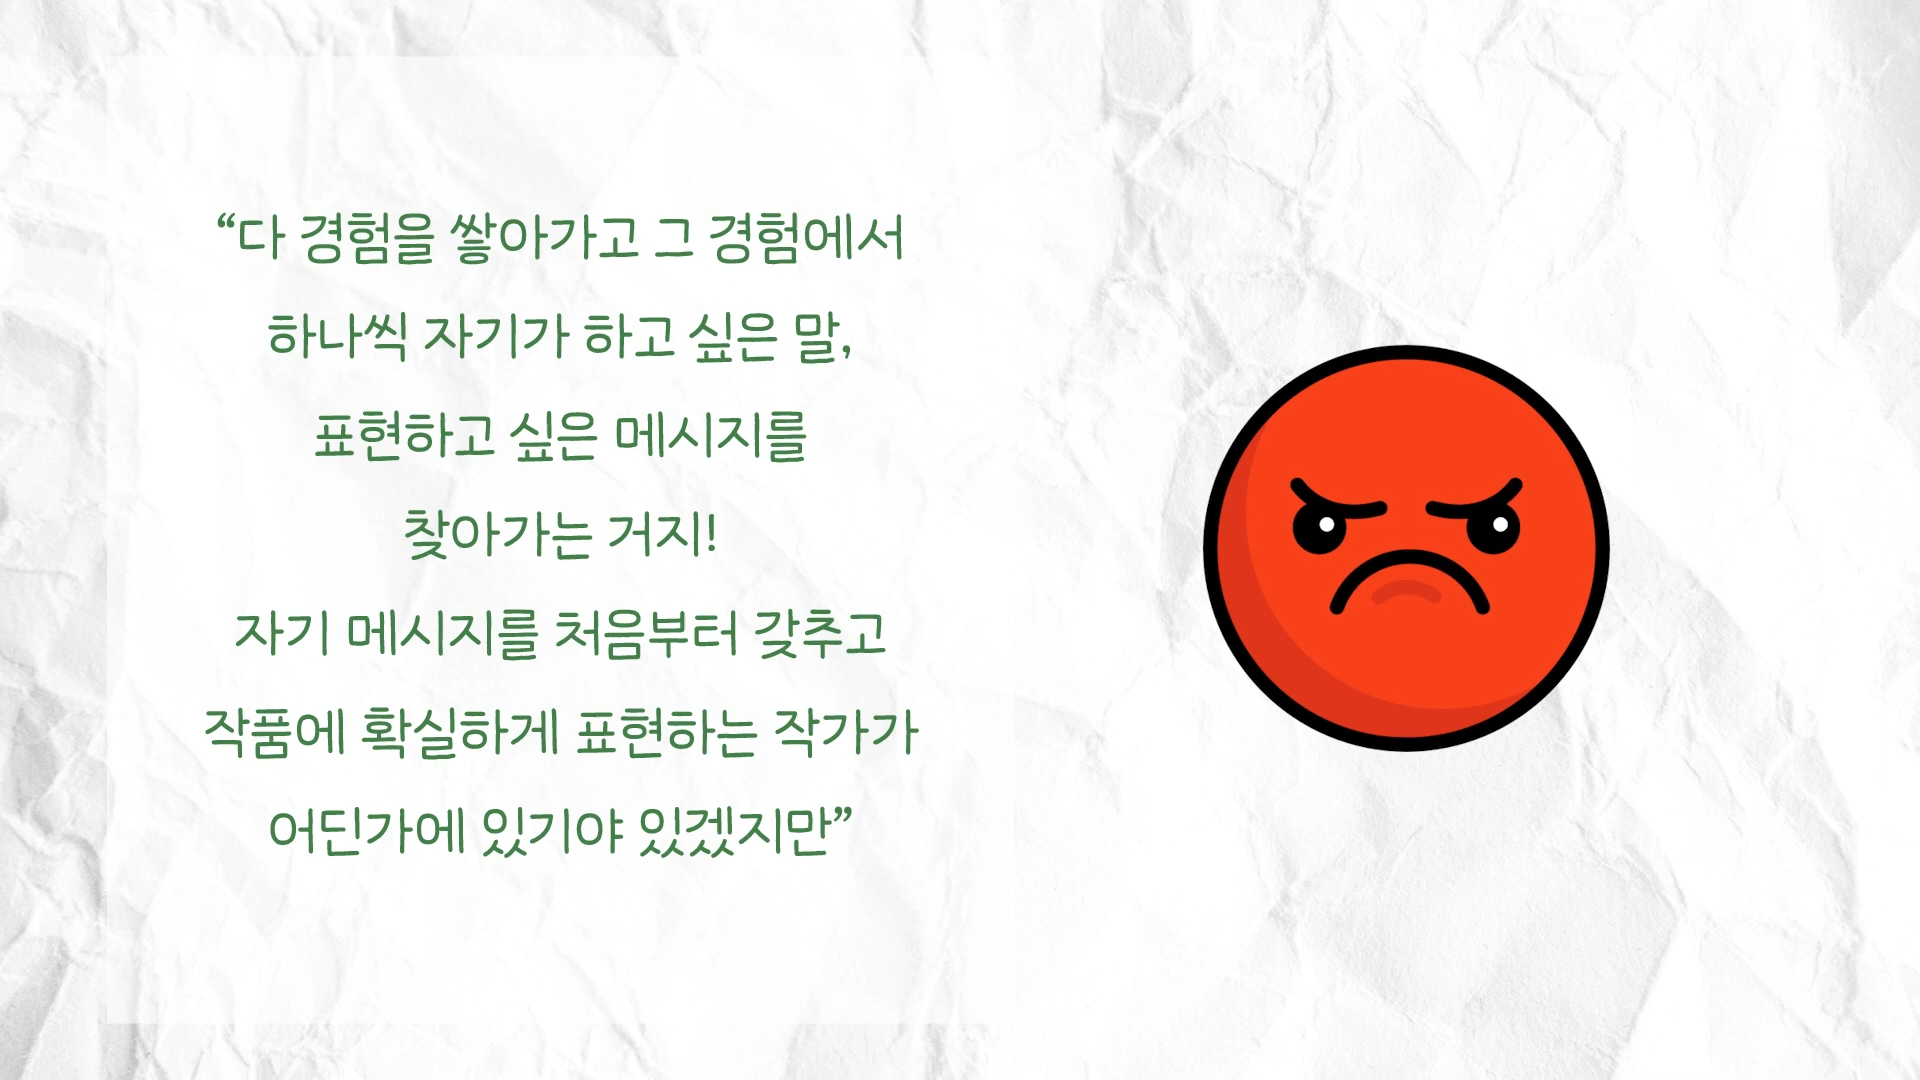 “다 경험을 쌓아가고 그 경험에서
하나씩 자기가 하고 싶은 말,
표현하고 싶은 메시지를
찾아가는 거지!
자기 메시지를 처음부터 갖추고
작품에 확실하게 표현하는 작가가
어딘가에 있기야 있겠지만”